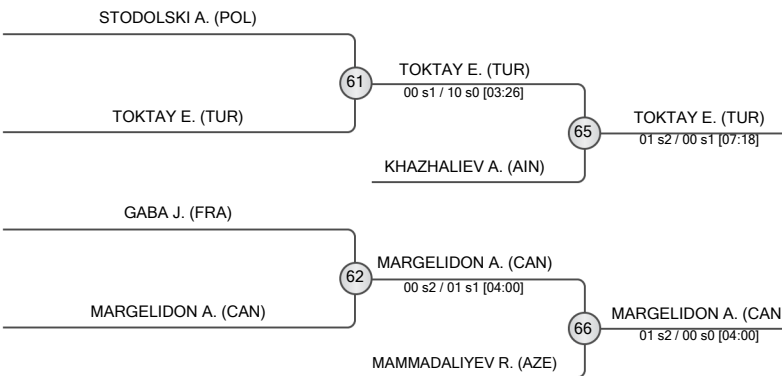 STODOLSKI A. (POL)
61
TOKTAY E. (TUR)
00 s1 / 10 s0 [03:26]
TOKTAY E. (TUR)
65
TOKTAY E. (TUR)
01 s2 / 00 s1 [07:18]
KHAZHALIEV A. (AIN)
GABA J. (FRA)
62
MARGELIDON A. (CAN)
00 s2 / 01 s1 [04:00]
MARGELIDON A. (CAN)
66
MARGELIDON A. (CAN
01 s2 / 00 s0 [04:00]
MAMMADALIYEV R. (AZE)